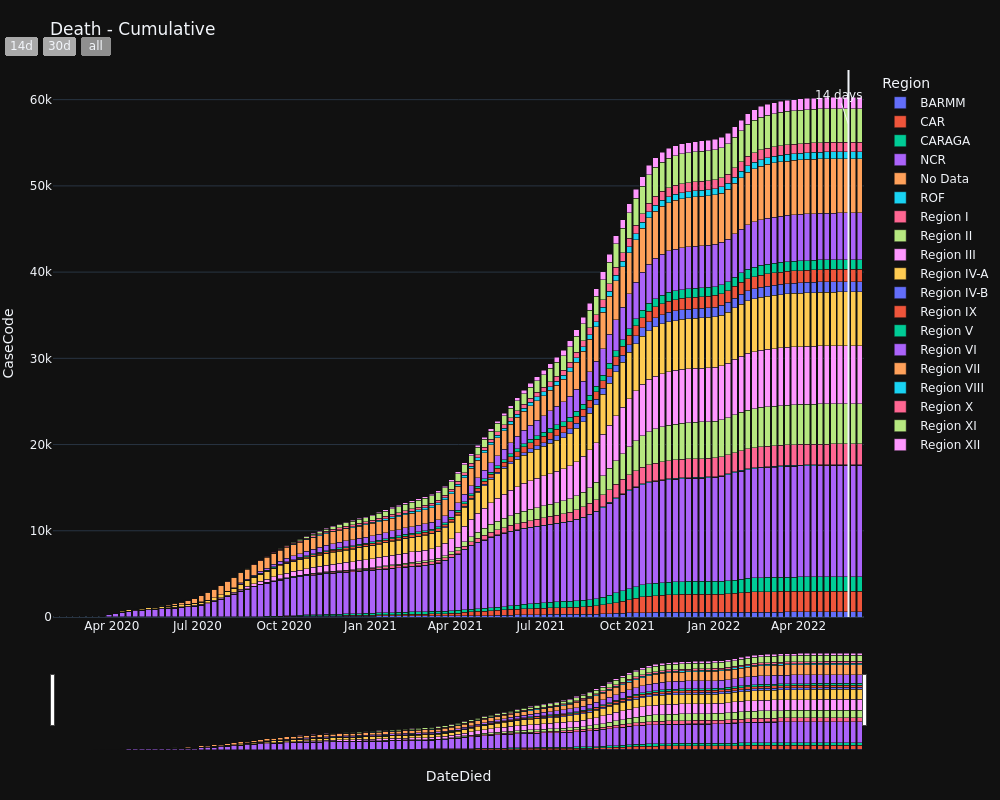 Death - Cumulative
14d 30d all
14 days
CaseCode
60k
50k
40k
30k
20k
10k
0
Apr 2020 Jul 2020 Oct 2020 Jan 2021 Apr 2021 Jul 2021 Oct 2021 Jan 2022 Apr 2022
DateDied
Region
BARMM
CAR
CARAGA
NCR
No Data
ROF
Region I
Region II
Region III
Region IV-A
Region IV-B
Region IX
Region V
Region VI
Region VII
Region VIII
Region X
Region XI
Region XII